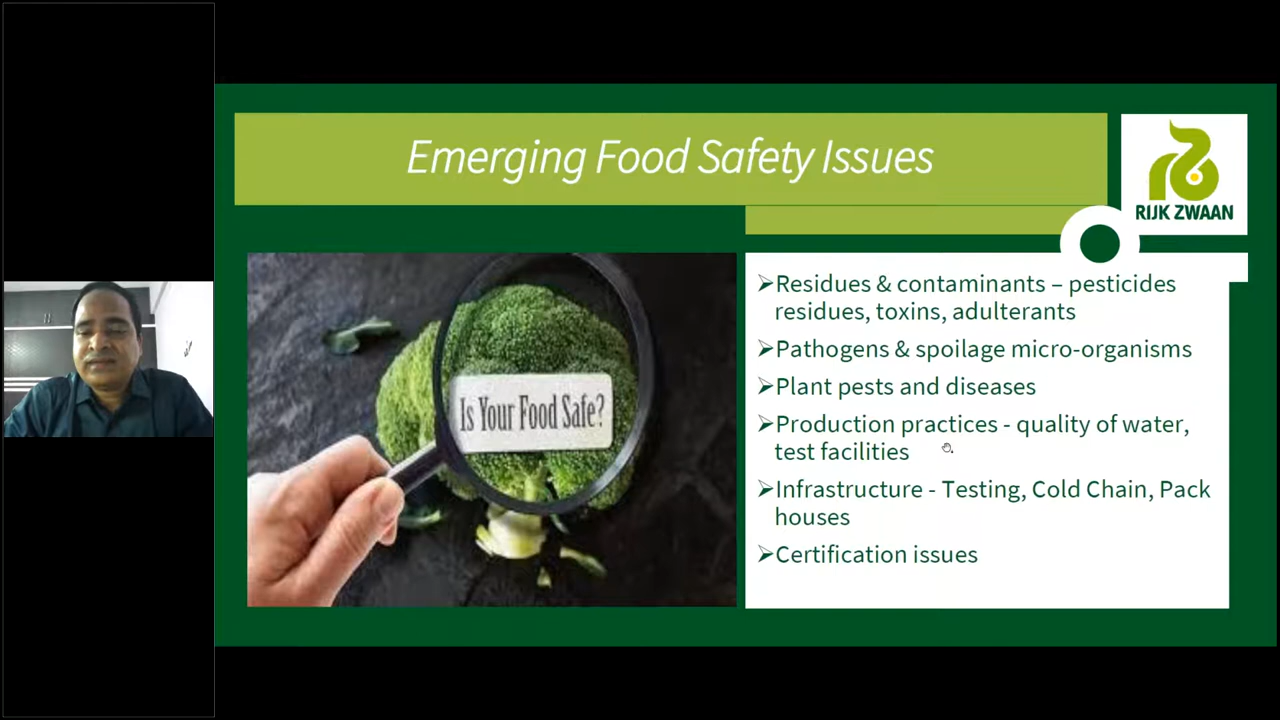 Emerging Food Safety Issues
RIJK ZWAAN
Is Your Food Safe?
➢Residues & contaminants – pesticides
residues, toxins, adulterants
➢Pathogens & spoilage micro-organisms
➢Plant pests and diseases
➢Production practices - quality of water,
test facilities
➢Infrastructure - Testing, Cold Chain, Pack
houses
➢Certification issues